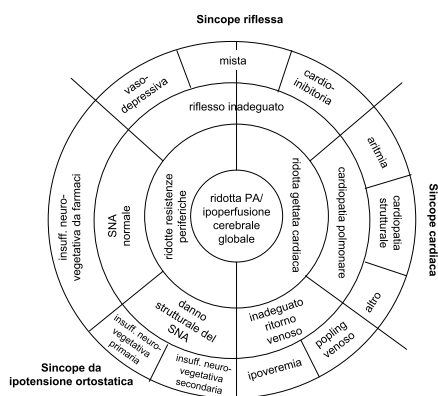 Sincope riflessa
vaso-
depressiva
mista
cardio-
inibitoria
riflesso inadeguato
aritmia
cardiopatia
strutturale
altro
Sincope cardiaca
insuff. neuro-
vegetativa da farmaci
SNA
normale
ridotte resistenze
periferiche
ridotta PA/
ipoperfusione
cerebrale
globale
ridotta gettata cardiaca
cardiopatia polmonare
danno
strutturale del
SNA
inadeguato
ritorno
venoso
insuff. neuro-
vegetativa
primaria
insuff. neuro-
vegetativa
secondaria
ipoveremia
popling
venoso
Sincope da
ipotensione ortostatica